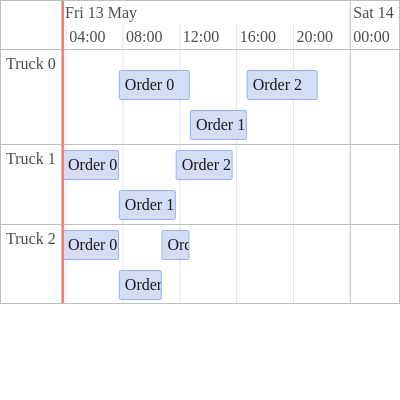 Fri 13 May
Sat 14
04:00 08:00 12:00 16:00 20:00 00:00
Truck 0
Order 0
Order 2
Order 1
Truck 1
Order 0
Order 2
Order 1
Truck 2
Order 0
Ord
Order